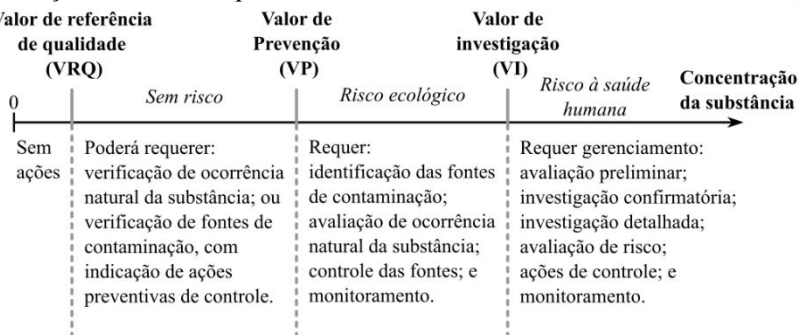 Valor de referência
de qualidade
(VRQ)
Valor de
Prevenção
(VP)
Valor de
investigação
(VI)
Concentração
da substância
0
Sem risco
Risco ecológico
Risco à saúde
humana
Sem
ações
Poderá requerer:
verificação de ocorrência
natural da substância; ou
verificação de fontes de
contaminação, com
indicação de ações
preventivas de controle.
Requer:
identificação das fontes
de contaminação;
avaliação de ocorrência
natural da substância;
controle das fontes; e
monitoramento.
Requer gerenciamento:
avaliação preliminar;
investigação confirmatória;
investigação detalhada;
avaliação de risco;
ações de controle; e
monitoramento.